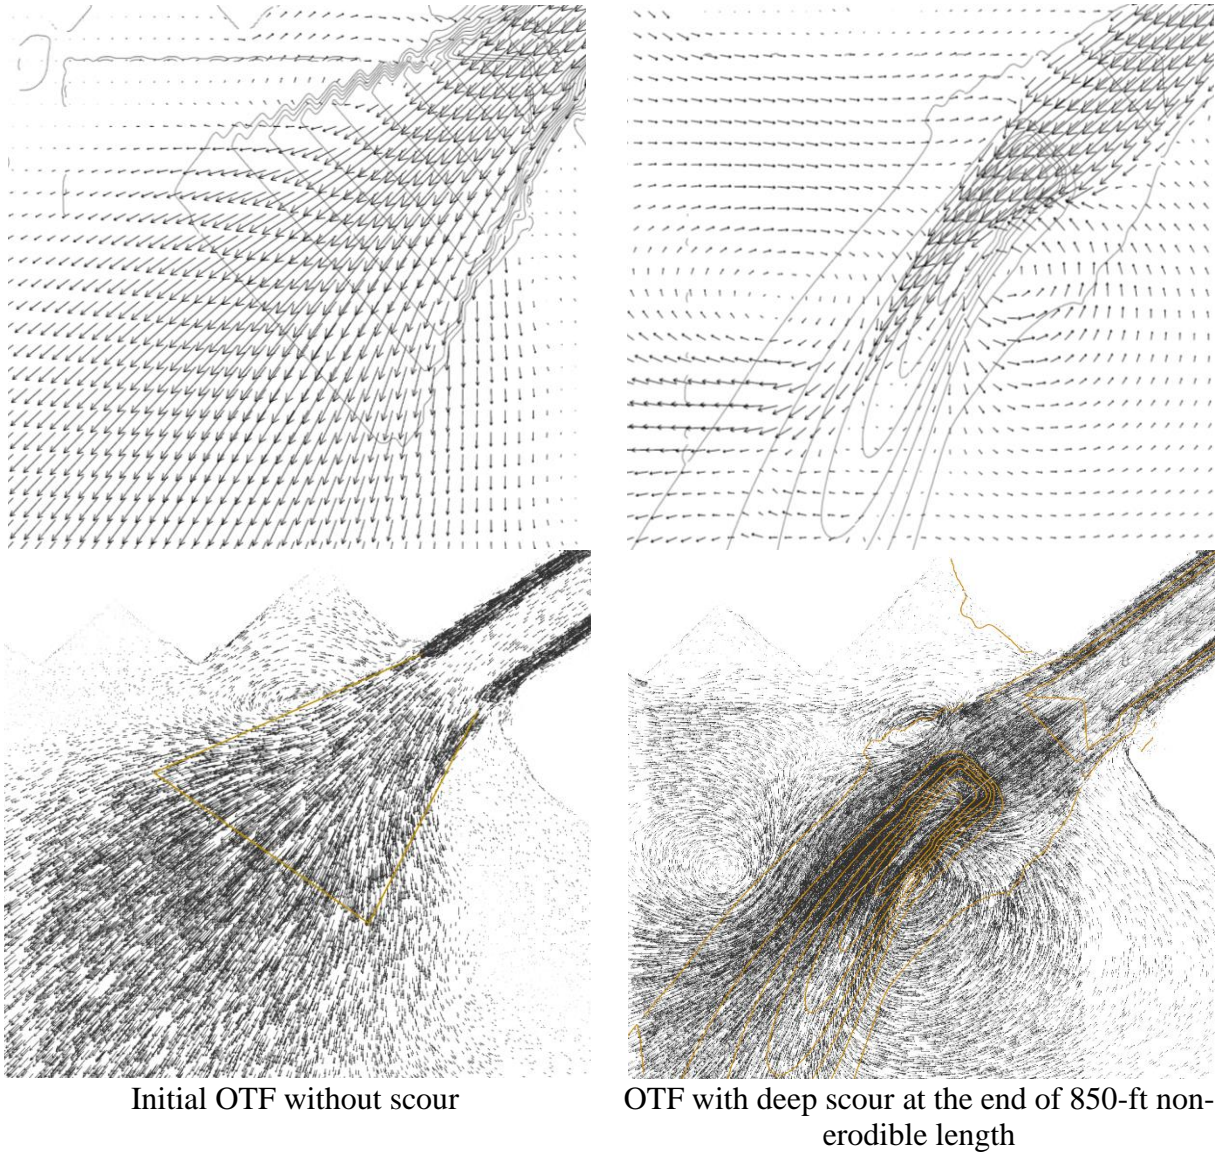 Initial OTF without scour
OTF with deep scour at the end of 850-ft non-
erodible length